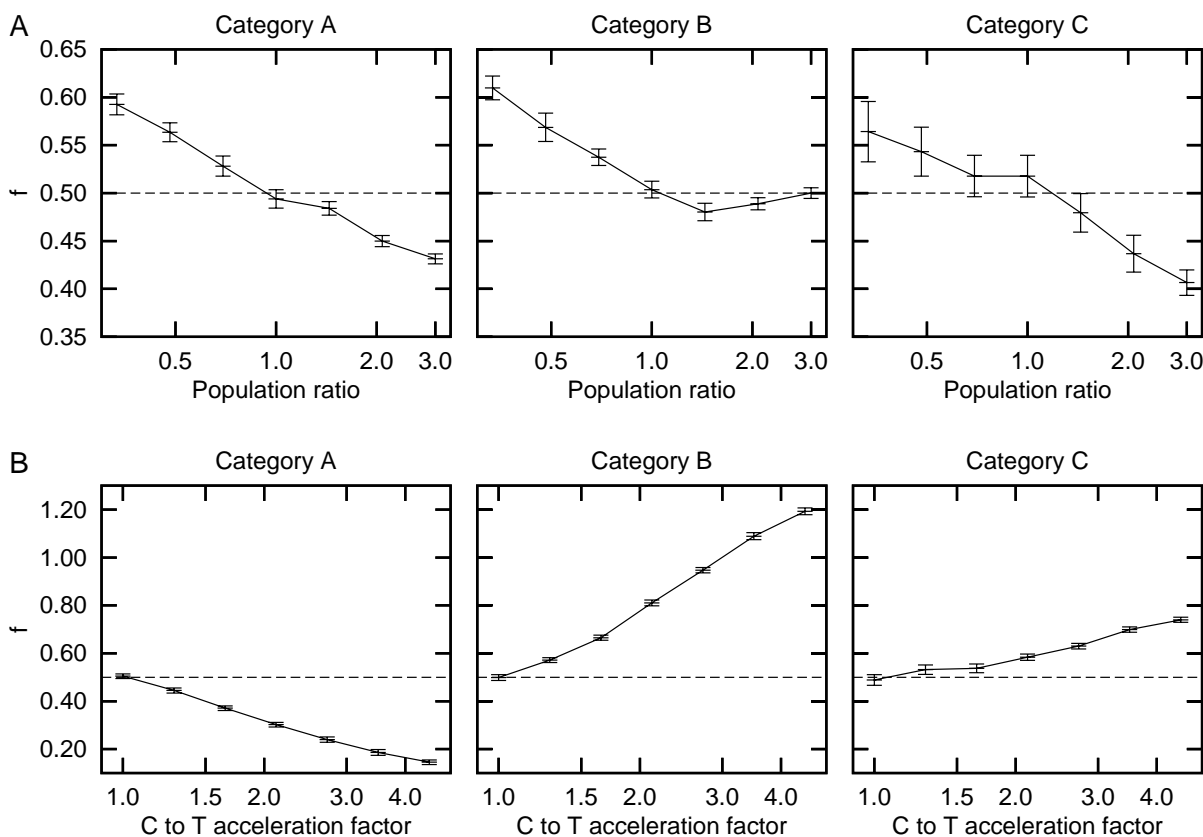 A
Category A
Category B
Category C
0.65
0.60
0.55
0.50
0.45
0.40
0.35
f
0.5 1.0 2.0 3.0
0.5 1.0 2.0 3.0
0.5 1.0 2.0 3.0
Population ratio
Population ratio
Population ratio
B
Category A
Category B
Category C
1.20
1.00
0.80
0.60
0.40
0.20
f
1.0 1.5 2.0 3.0 4.0
1.0 1.5 2.0 3.0 4.0
1.0 1.5 2.0 3.0 4.0
C to T acceleration factor
C to T acceleration factor
C to T acceleration factor